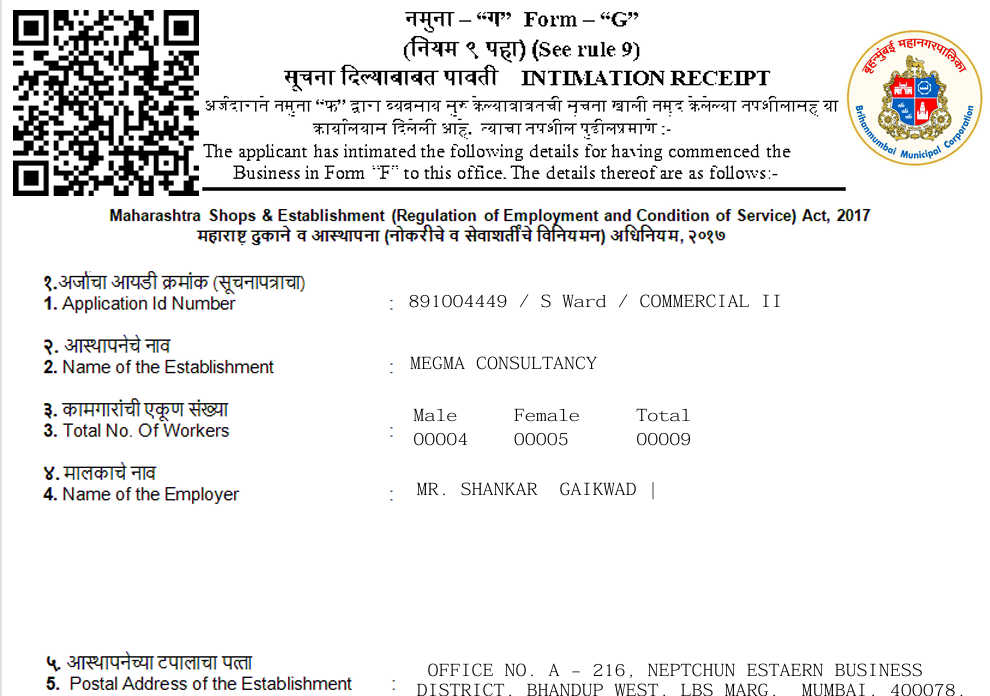 नमुना – “ग” Form – “G”
(नियम ९ पहा) (See rule 9)
सूचना दिल्याबाबत पावती INTIMATION RECEIPT
अर्जदाराने नमुना “फ” द्वारा व्यवसाय सुरु केल्याबाबतची सूचना खाली नमूद केलेल्या तपशीलासह या
कार्यालयास दिलेली आहे. त्याचा तपशील पुढीलप्रमाणे :-
The applicant has intimated the following details for having commenced the
Business in Form “F” to this office. The details thereof are as follows:-
बृहन्मुंबई महानगरपालिका
Brihanmumbai Municipal Corporation
Maharashtra Shops & Establishment (Regulation of Employment and Condition of Service) Act, 2017
महाराष्ट्र दुकाने व आस्थापना (नोकरीचे व सेवाशर्तीचे विनियमन) अधिनियम, २०१७
१.अर्जाचा आयडी क्रमांक (सूचनापत्राचा)
1. Application Id Number : 891004449 / S Ward / COMMERCIAL II
२. आस्थापनेचे नाव
2. Name of the Establishment : MEGMA CONSULTANCY
३. कामगारांची एकूण संख्या Male Female Total
3. Total No. Of Workers : 00004 00005 00009
४. मालकाचे नाव
4. Name of the Employer : MR. SHANKAR GAIKWAD |
५. आस्थापनेच्या टपालाचा पत्ता OFFICE NO. A - 216, NEPTCHUN ESTAERN BUSINESS
5. Postal Address of the Establishment : DISTRICT, BHANDUP WEST, LBS MARG, MUMBAI, 400078,